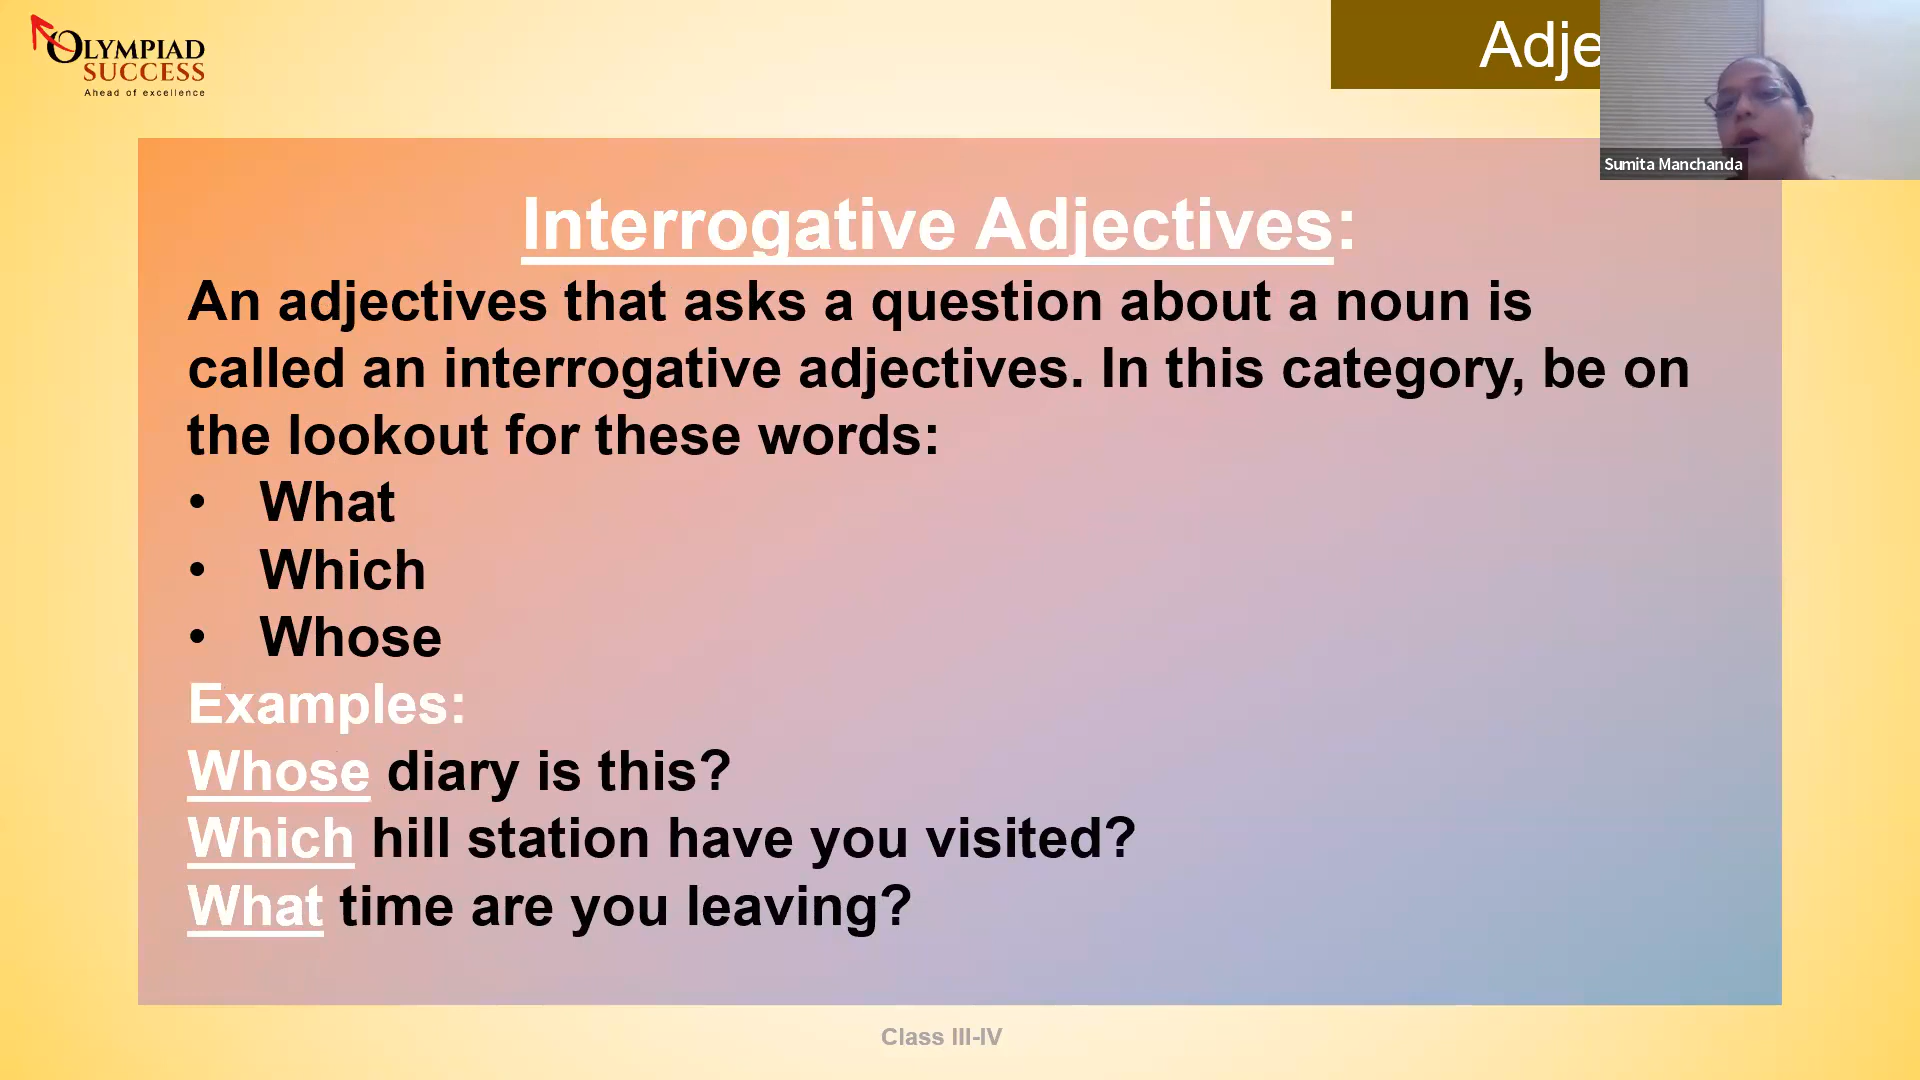 OLYMPIAD
SUCCESS
Ahead of excellence
Adje
Sumita Manchanda
Interrogative Adjectives:
An adjectives that asks a question about a noun is
called an interrogative adjectives. In this category, be on
the lookout for these words:
• What
• Which
• Whose
Examples:
Whose diary is this?
Which hill station have you visited?
What time are you leaving?
Class III-IV